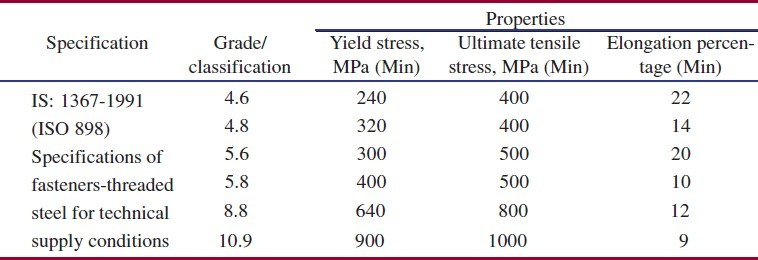 Properties
Specification Grade/ Yield stress, Ultimate tensile Elongation percen-
classification MPa (Min) stress, MPa (Min) tage (Min)
IS: 1367-1991 4.6 240 400 22
(ISO 898) 4.8 320 400 14
Specifications of 5.6 300 500 20
fasteners-threaded 5.8 400 500 10
steel for technical 8.8 640 800 12
supply conditions 10.9 900 1000 9